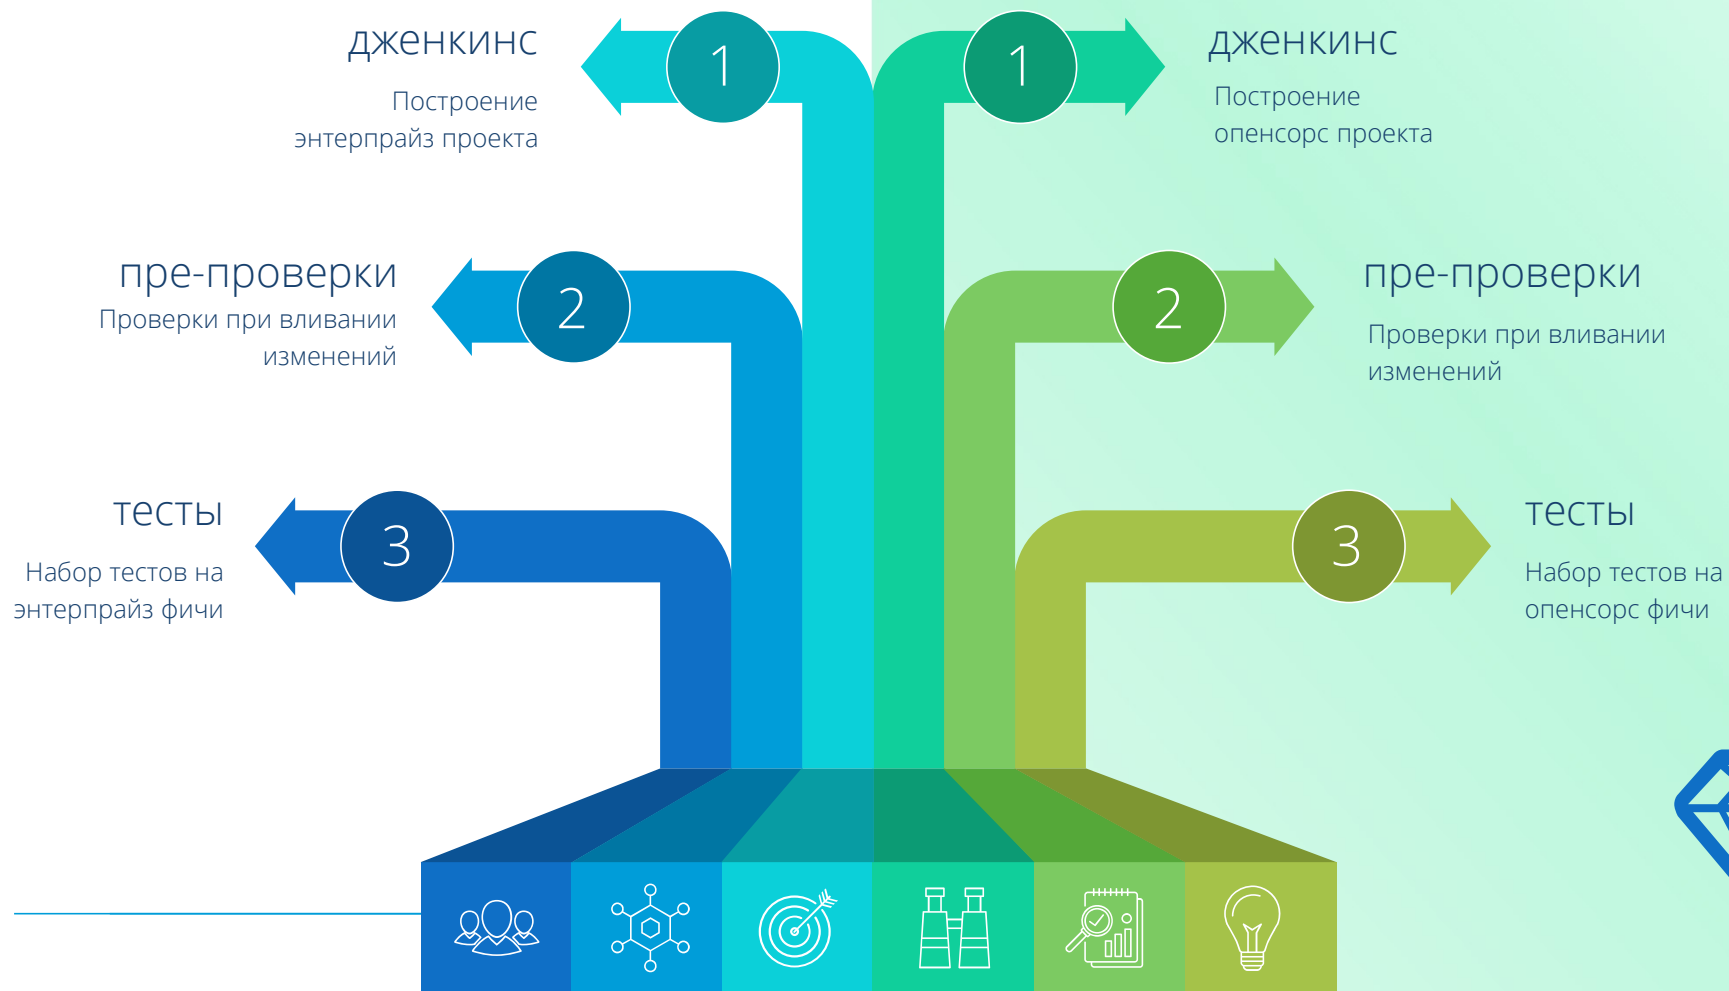 дженкинс
Построение
энтерпрайз проекта
1
1
дженкинс
Построение
опенсорс проекта
пре-проверки
Проверки при вливании
изменений
2
2
пре-проверки
Проверки при вливании
изменений
тесты
Набор тестов на
энтерпрайз фичи
3
3
тесты
Набор тестов на
опенсорс фичи